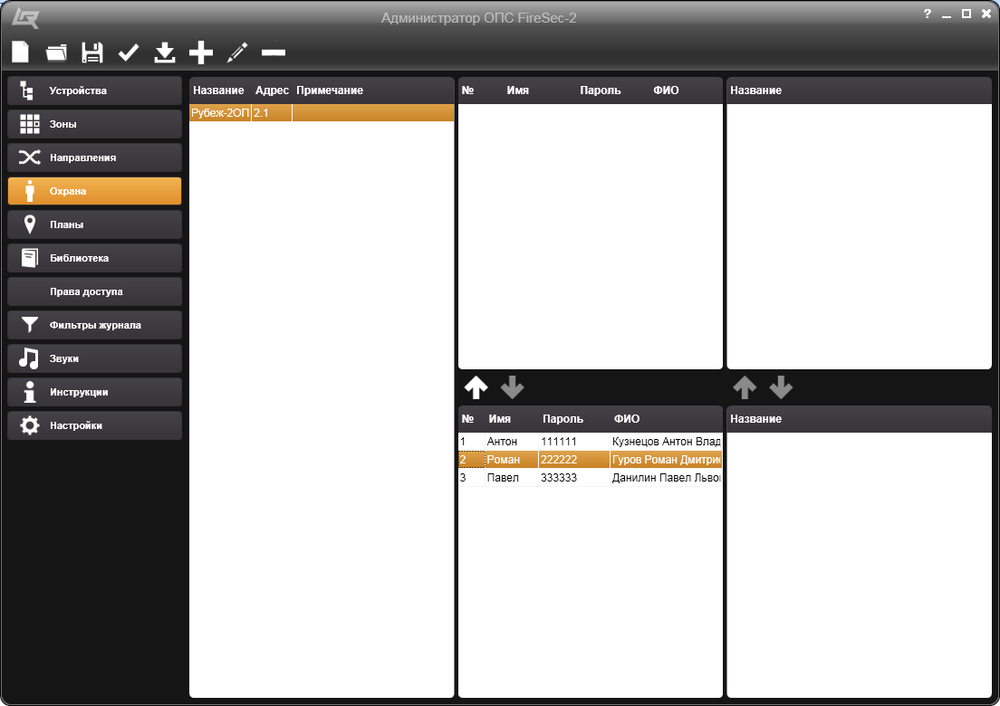 Администратор ОПС FireSec-2
?
Устройства
Зоны
Направления
Охрана
Планы
Библиотека
Права доступа
Фильтры журнала
Звуки
Инструкции
Настройки
Название Адрес Примечание
Рубеж-2ОП 2.1
№ Имя Пароль ФИО
Название
№ Имя Пароль ФИО
1 Антон 111111 Кузнецов Антон Влад
2 Роман 222222 Гуров Роман Дмитрие
3 Павел 333333 Данилин Павел Льво
Название